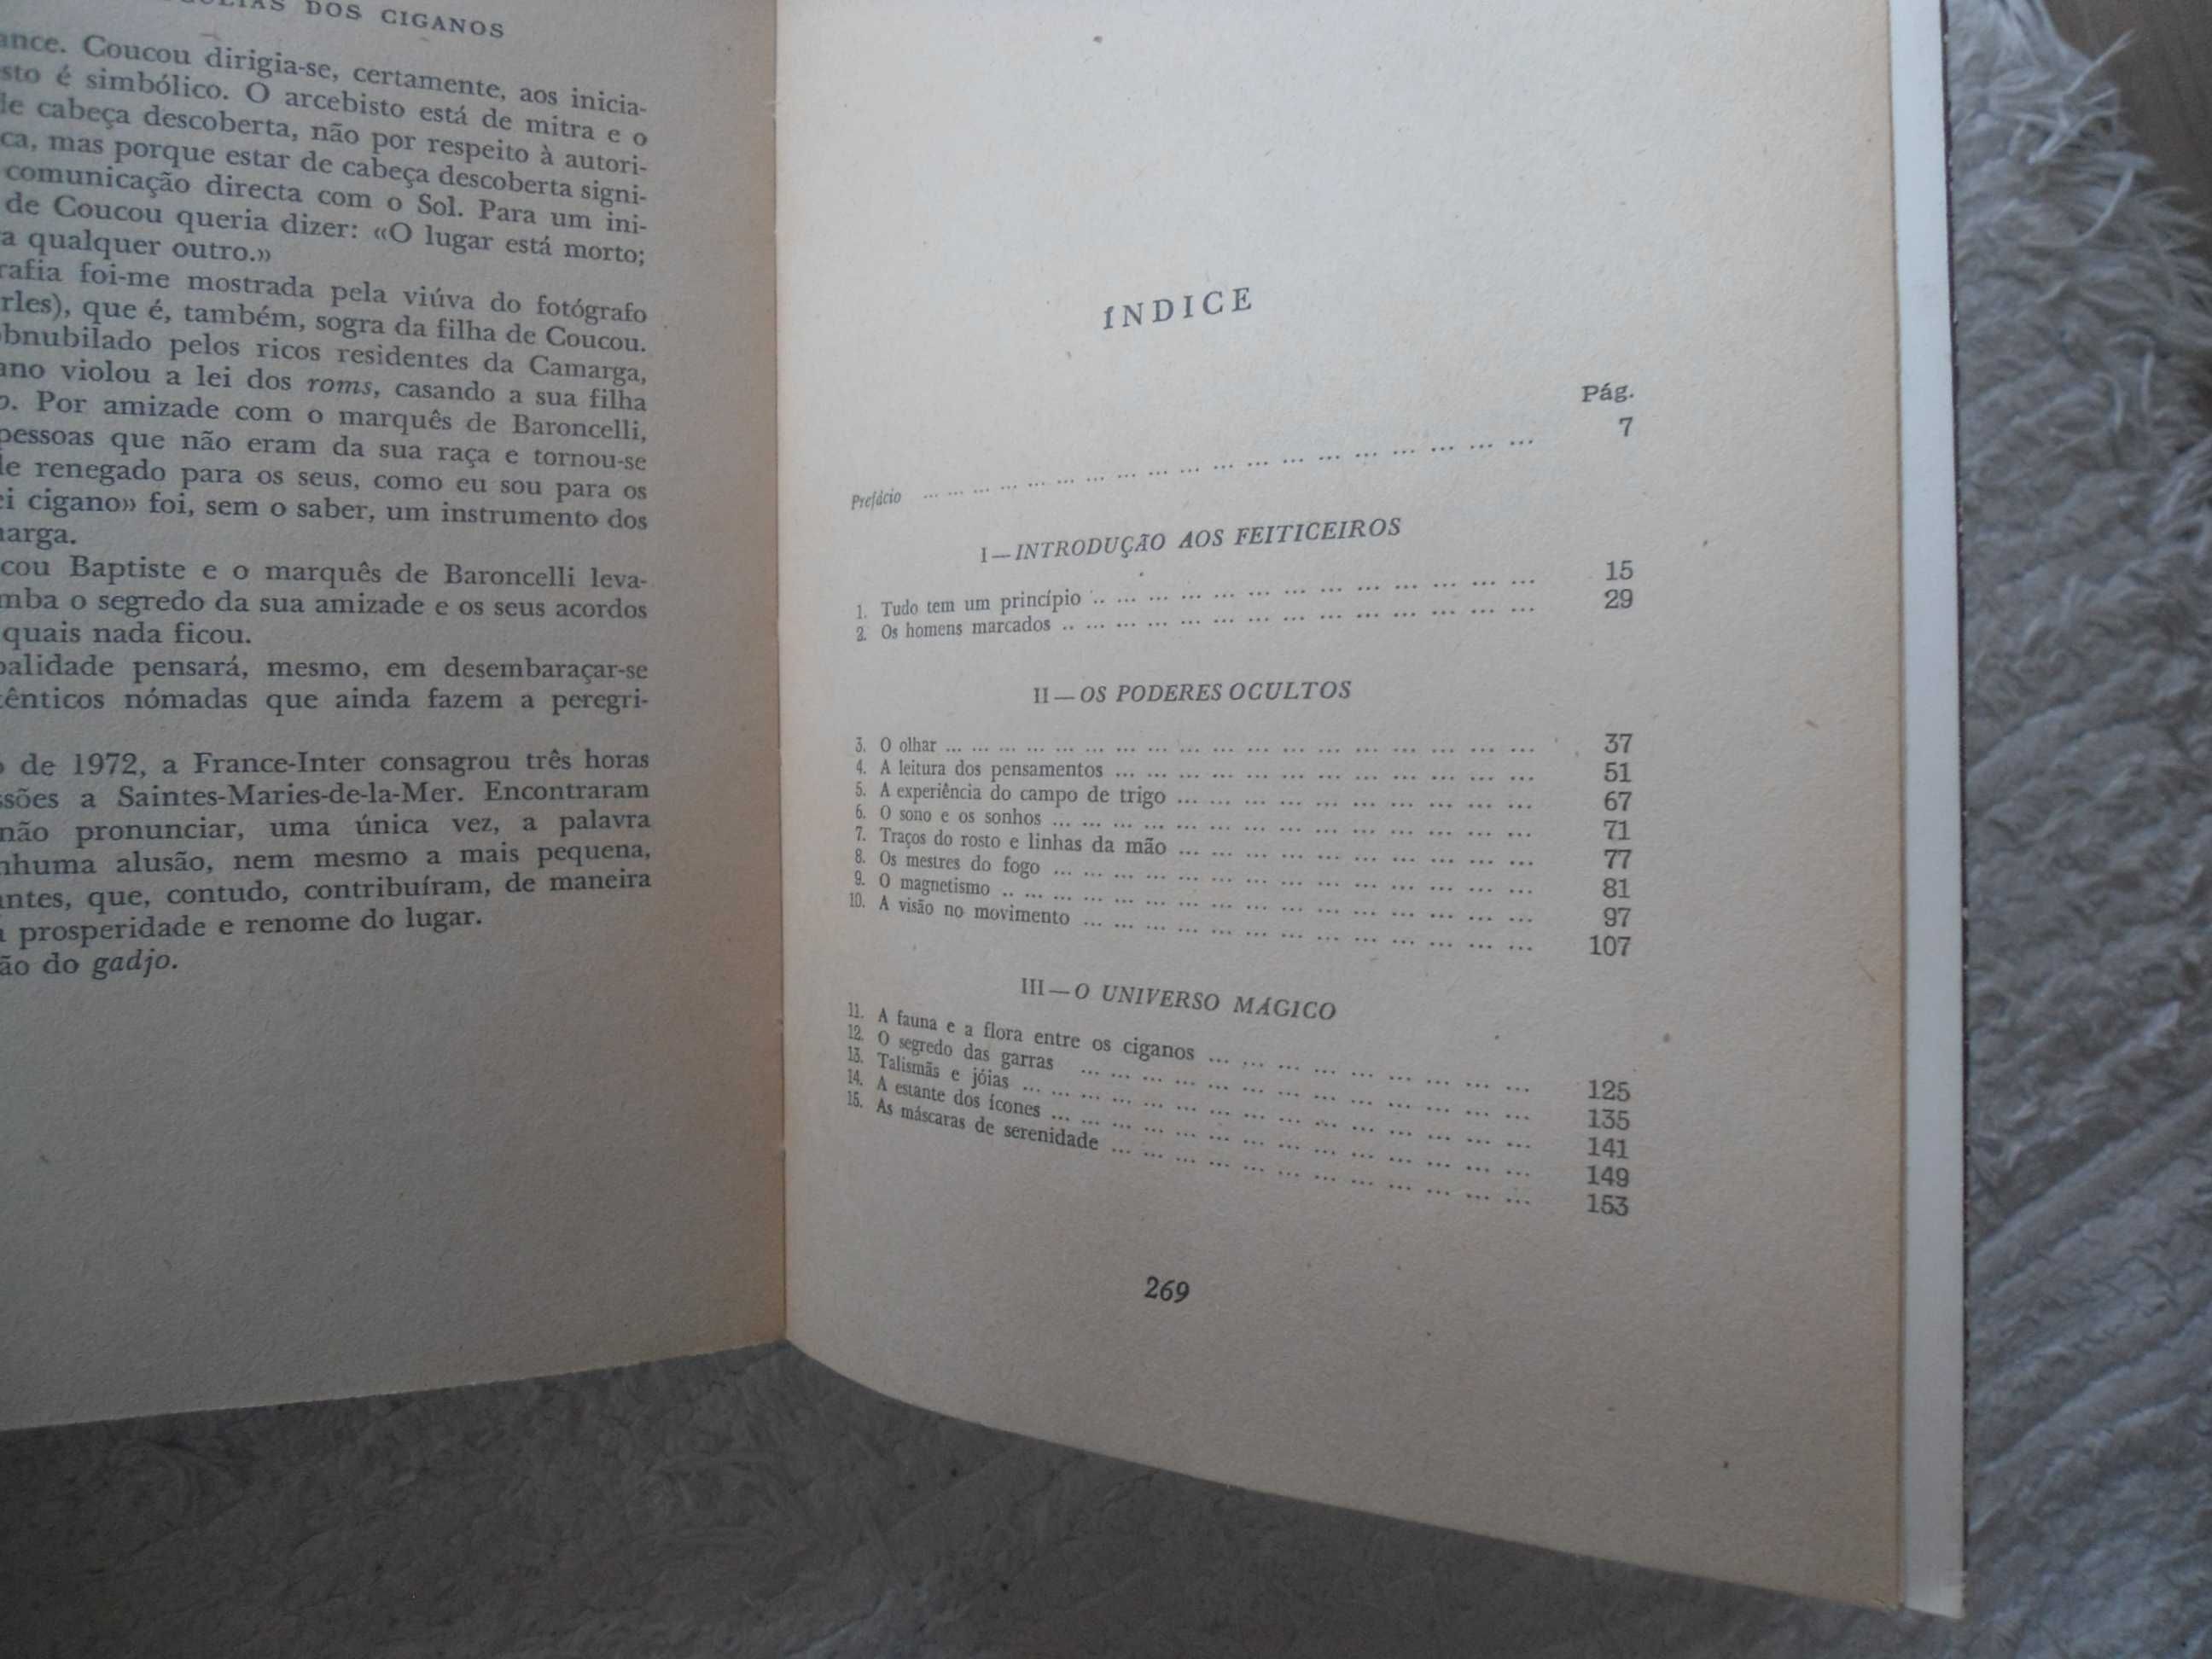 DOS CIGANOS
ance. Coucou dirigia-se, certamente, aos inicia-
sto é simbólico. O arcebisto está de mitra e o
de cabeça descoberta, não por respeito à autori-
ca, mas porque estar de cabeça descoberta signi-
comunicação directa com o Sol. Para um ini-
de Coucou queria dizer: «O lugar está morto;
a qualquer outro.»
rafia foi-me mostrada pela viúva do fotógrafo
rles), que é, também, sogra da filha de Coucou.
obnubilado pelos ricos residentes da Camarga,
ano violou a lei dos roms, casando a sua filha
o. Por amizade com o marquês de Baroncelli,
pessoas que não eram da sua raça e tornou-se
de renegado para os seus, como eu sou para os
ei cigano» foi, sem o saber, um instrumento dos
marga.
cou Baptiste e o marquês de Baroncelli leva-
mba o segredo da sua amizade e os seus acordos
quais nada ficou.
palidade pensará, mesmo, em desembaraçar-se
tênticos nómadas que ainda fazem a peregri-
o de 1972, a France-Inter consagrou três horas
ssões a Saintes-Maries-de-la-Mer. Encontraram
não pronunciar, uma única vez, a palavra
nhuma alusão, nem mesmo a mais pequena,
antes, que, contudo, contribuíram, de maneira
a prosperidade e renome do lugar.
ão do gadjo.
ÍNDICE
Pág.
Prefácio ... 7
I — INTRODUÇÃO AOS FEITICEIROS
1. Tudo tem um princípio ... 15
2. Os homens marcados ... 29
II — OS PODERES OCULTOS
3. O olhar ... 37
4. A leitura dos pensamentos ... 51
5. A experiência do campo de trigo ... 67
6. O sono e os sonhos ... 71
7. Traços do rosto e linhas da mão ... 77
8. Os mestres do fogo ... 81
9. O magnetismo ... 97
10. A visão no movimento ... 107
III — O UNIVERSO MÁGICO
11. A fauna e a flora entre os ciganos ... 125
12. O segredo das garras ... 135
13. Talismãs e jóias ... 141
14. A estante dos ícones ... 149
15. As máscaras de serenidade ... 153
269